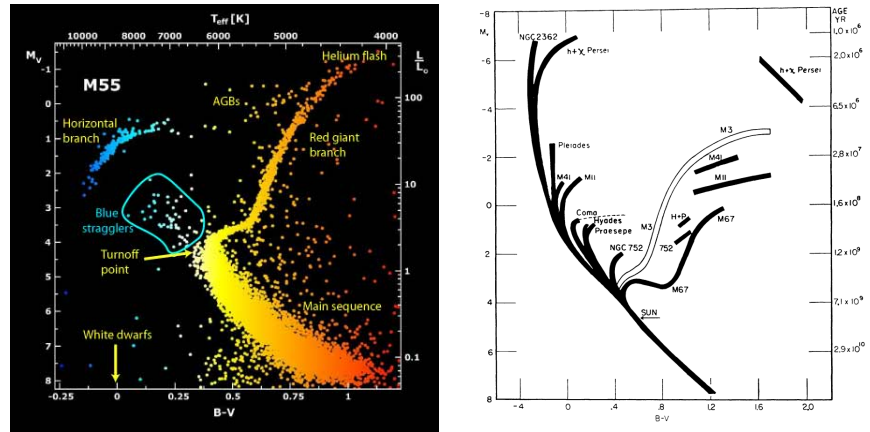 T eff [K]
10000 8000 7000 6000 5000 4000
M V
L
L o
-1
0
1
2
3
4
5
6
7
8
100
10
1
0.1
M55
Helium flash
AGBs
Horizontal
branch
Red giant
branch
Blue
stragglers
Turnoff
point
Main sequence
White dwarfs
-0.25 0 0.25 0.5 0.75 1 1.25
B-V
-8
M v
-6
-4
-2
0
2
4
6
8
AGE
YR
1,0 x 10^6
2,0 x 10^6
6,5 x 10^6
2,8 x 10^7
1,6 x 10^8
1,2 x 10^9
7,1 x 10^9
2,9 x 10^10
NGC 2362
h+χ Persei
h+χ Persei
M3
Pleiades
M41
M11
M41
M11
Coma
Hyades
Praesepe
H+P
M3
M67
NGC 752
752
M67
SUN
-.4 0 .4 .8 1.2 1.6 2.0
B-V